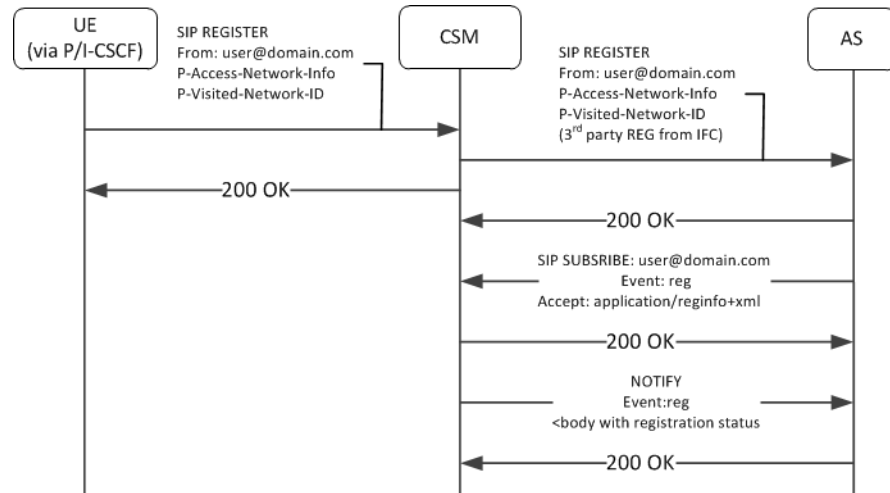 UE
(via P/I-CSCF)
CSM
AS
SIP REGISTER
From: user@domain.com
P-Access-Network-Info
P-Visited-Network-ID
SIP REGISTER
From: user@domain.com
P-Access-Network-Info
P-Visited-Network-ID
(3rd party REG from IFC)
200 OK
200 OK
SIP SUBSRIBE: user@domain.com
Event: reg
Accept: application/reginfo+xml
200 OK
NOTIFY
Event:reg
<body with registration status
200 OK